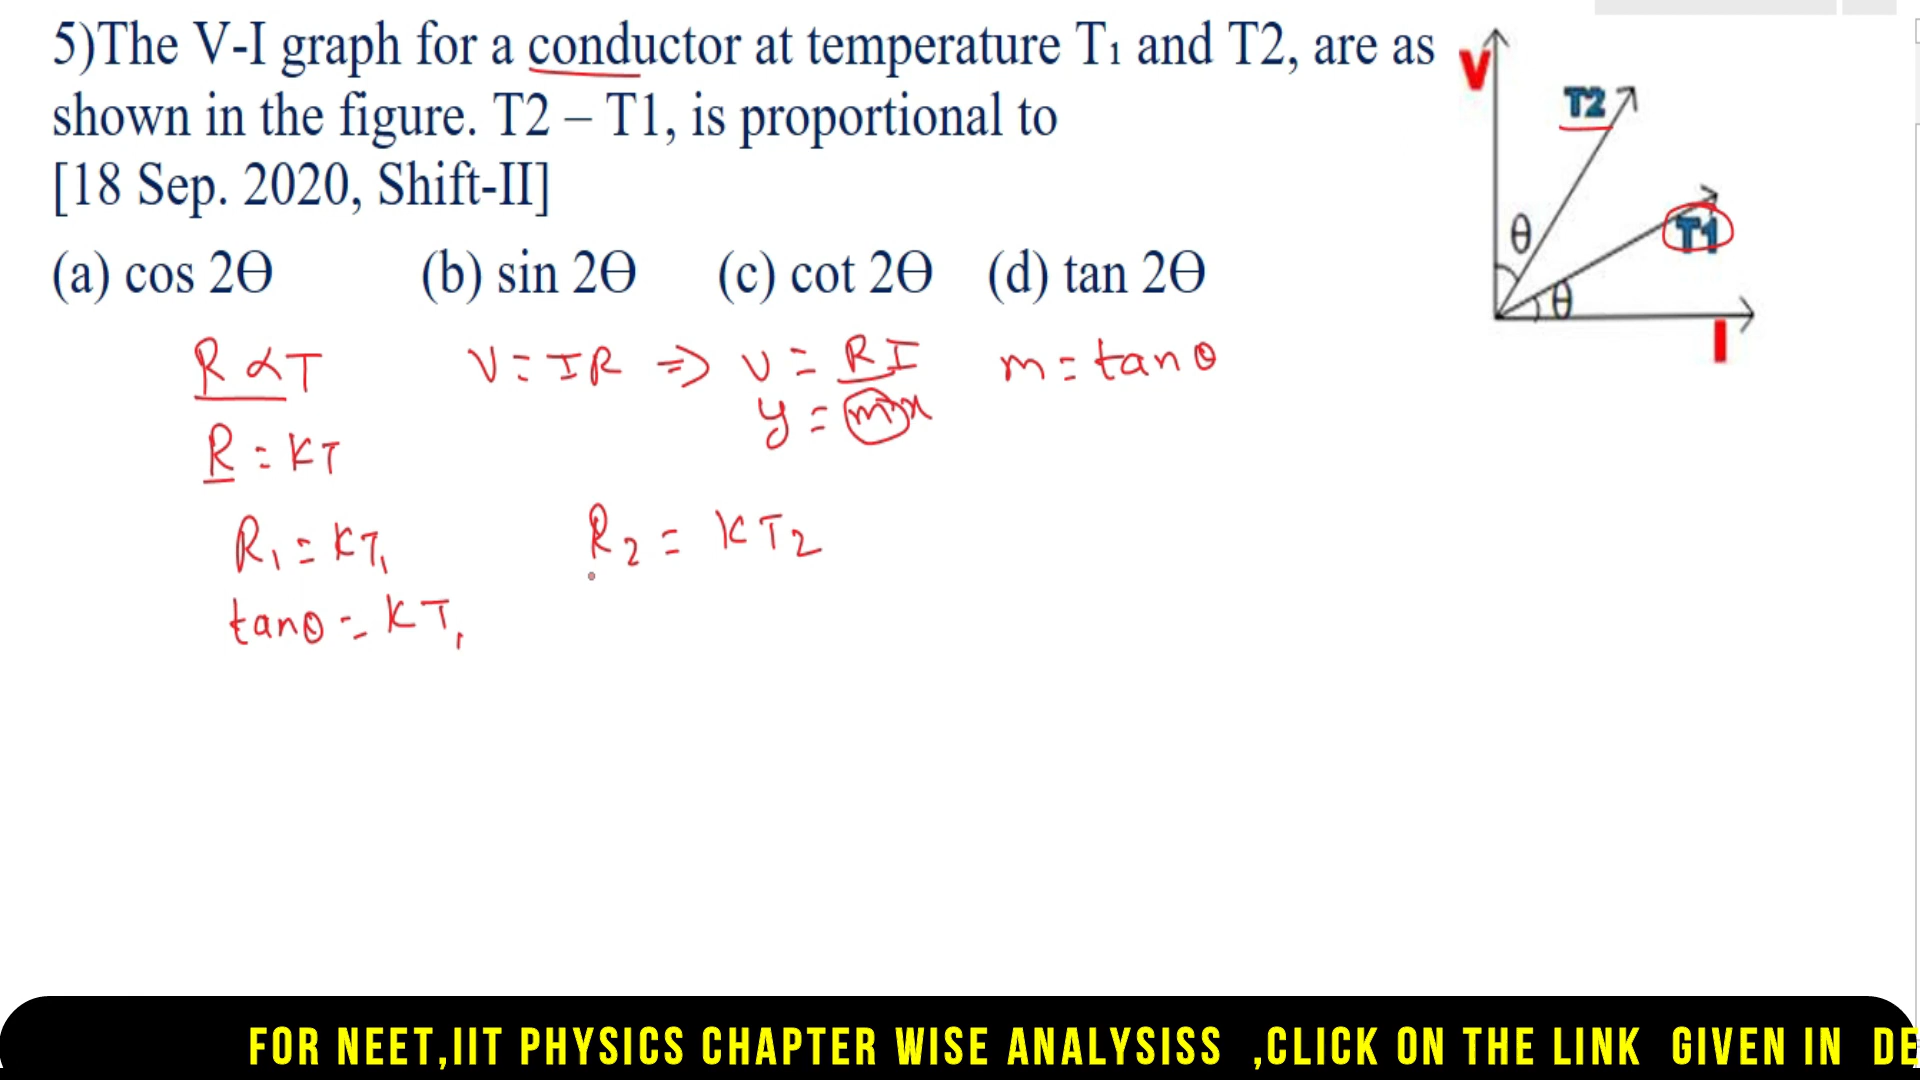 5)The V-I graph for a conductor at temperature T1 and T2, are as
shown in the figure. T2 – T1, is proportional to
[18 Sep. 2020, Shift-II]
(a) cos 2Θ (b) sin 2Θ (c) cot 2Θ (d) tan 2Θ
V
T2
θ
T1
θ
I
R ∝ T V = IR ⇒ V = RI m = tan θ
y = mx
R = KT
R₁ = KT₁ R₂ = KT₂
tanθ = KT₁
FOR NEET,IIT PHYSICS CHAPTER WISE ANALYSISS ,CLICK ON THE LINK GIVEN IN DE